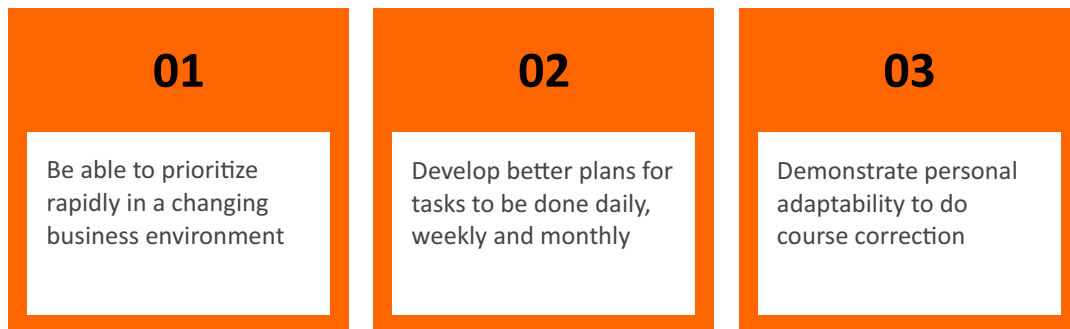 01
Be able to prioritize
rapidly in a changing
business environment
02
Develop better plans for
tasks to be done daily,
weekly and monthly
03
Demonstrate personal
adaptability to do
course correction